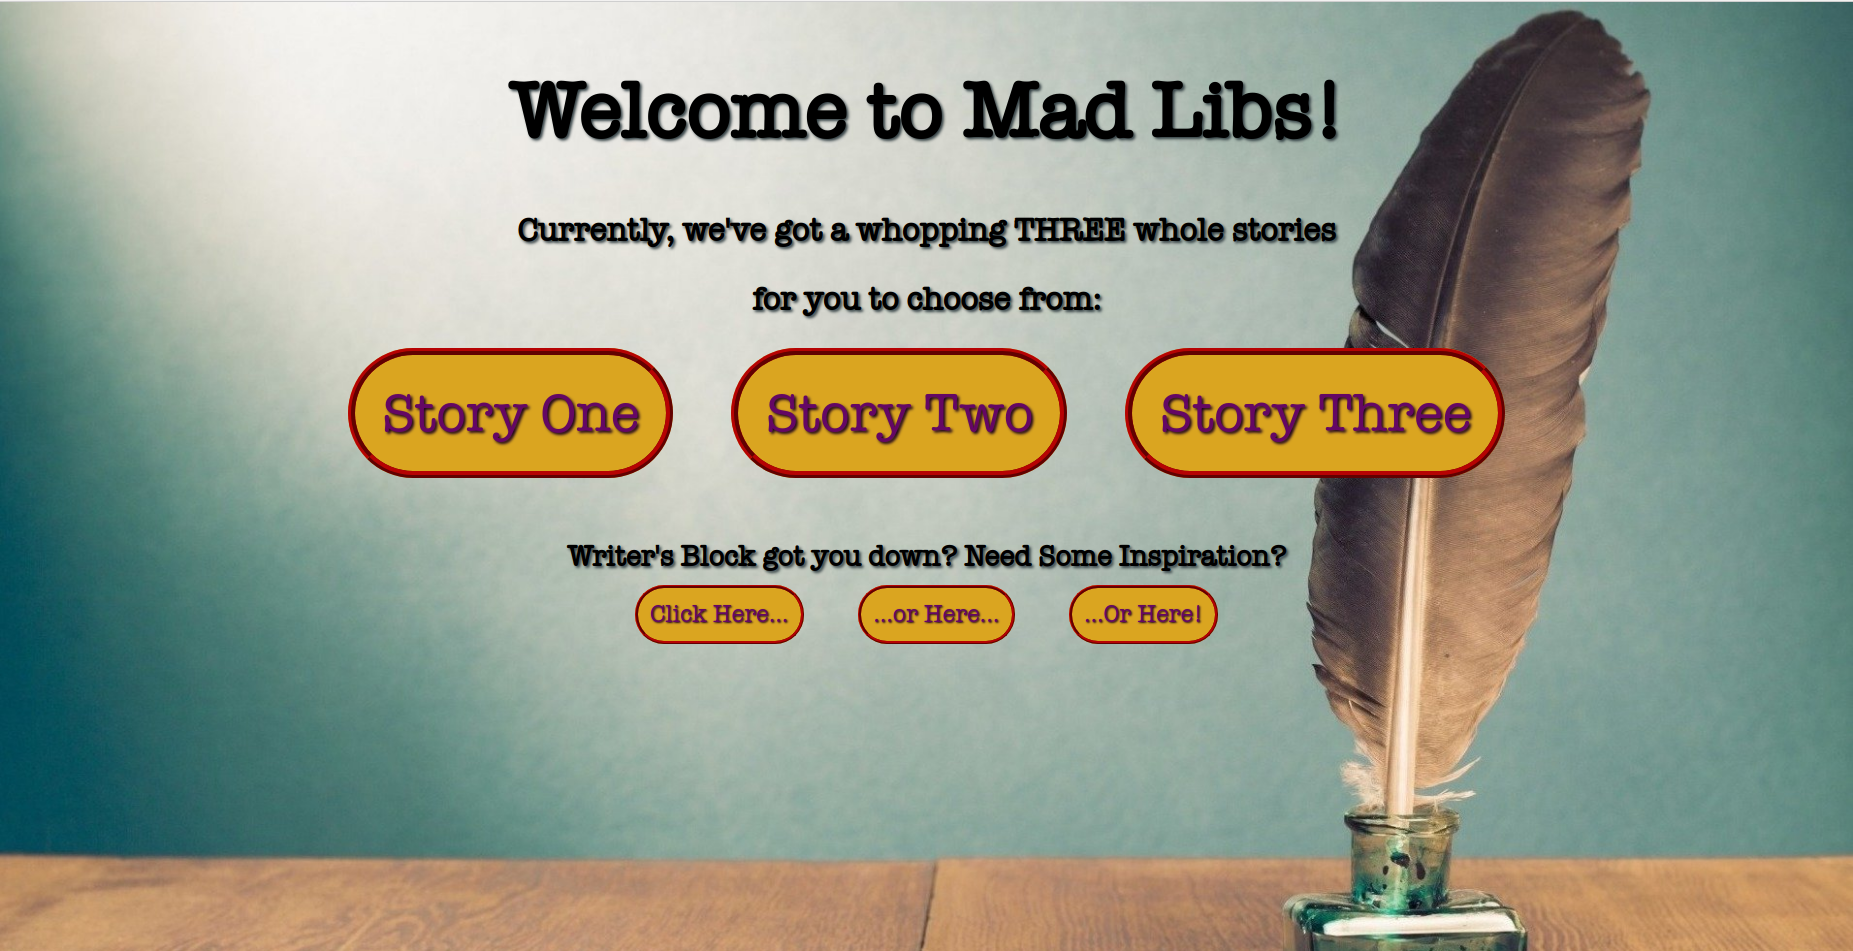 Welcome to Mad Libs!
Currently, we've got a whopping THREE whole stories
for you to choose from:
Story One
Story Two
Story Three
Writer's Block got you down? Need Some Inspiration?
Click Here...
...or Here...
...Or Here!